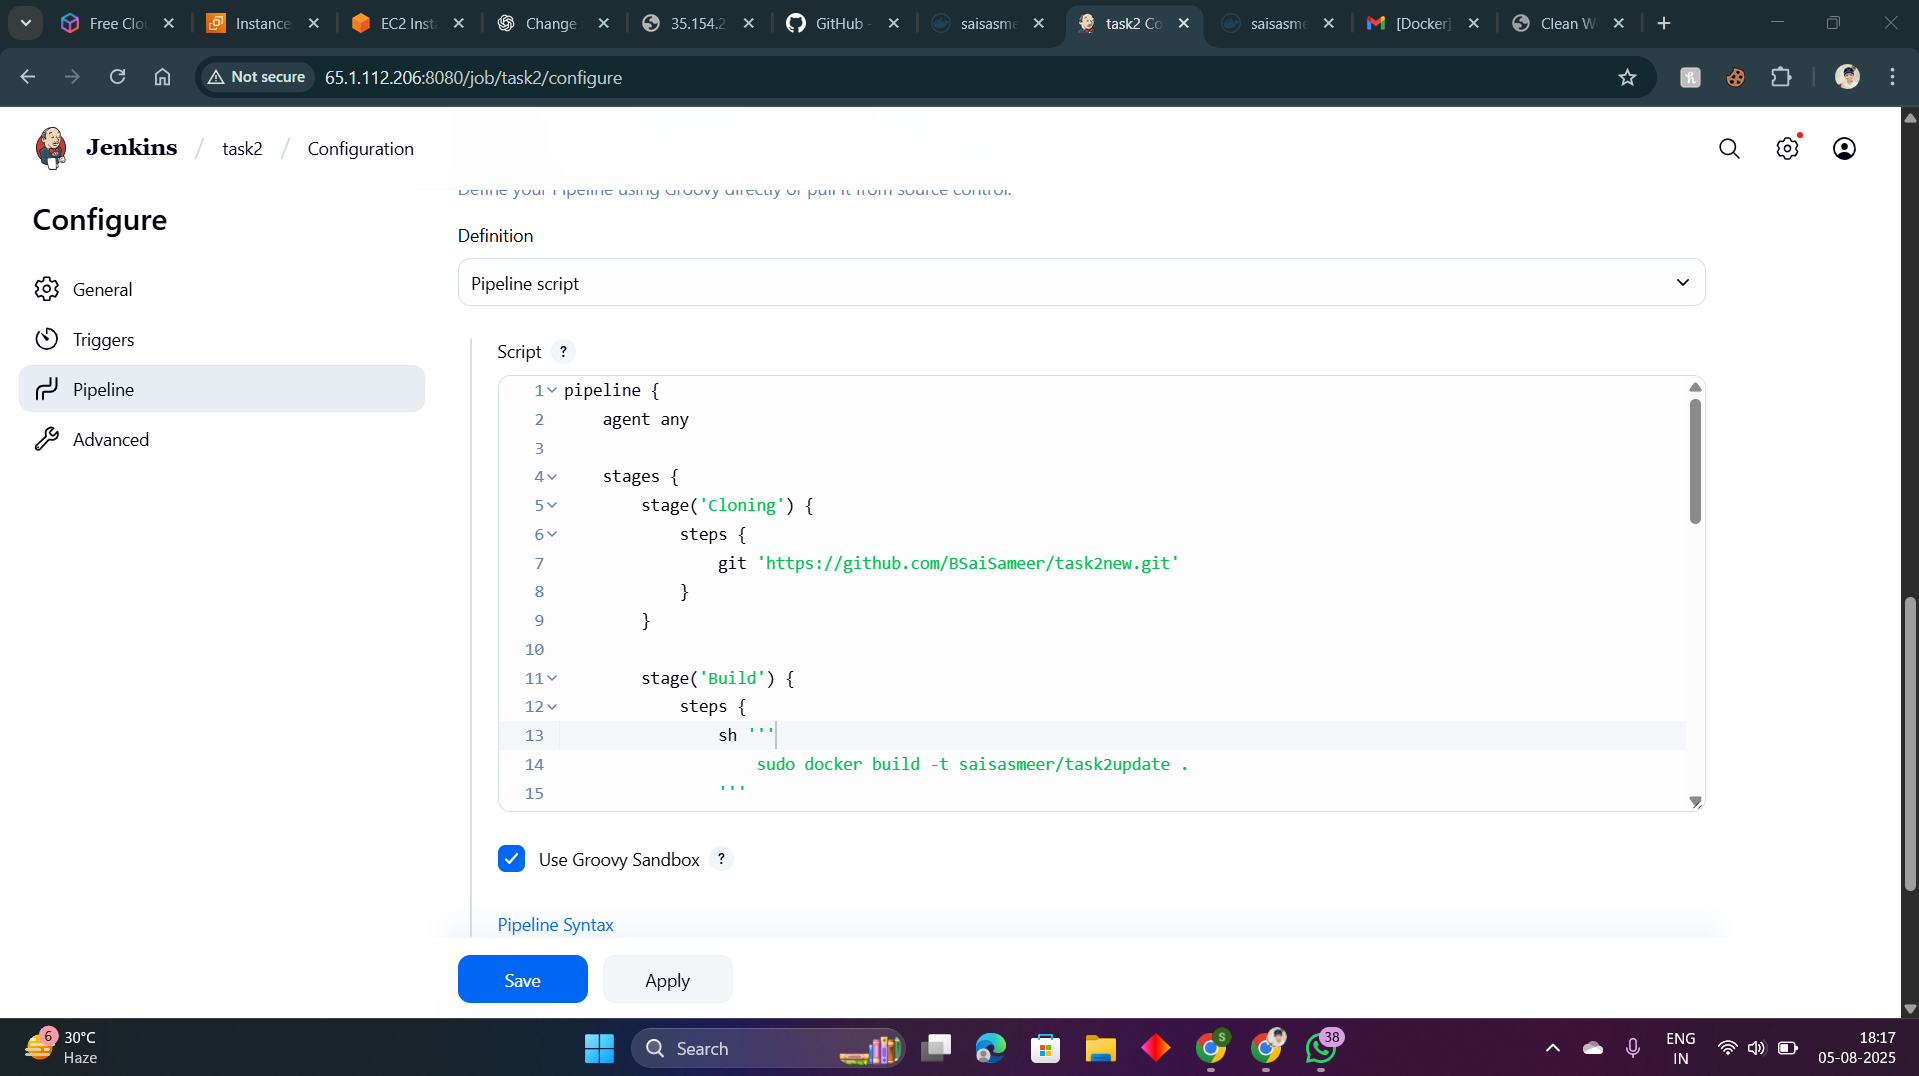 Free Clou
Instance
EC2 Insta
Change
35.154.2
GitHub -
saisasme
task2 Co
saisasme
[Docker]
Clean W
Not secure
65.1.112.206:8080/job/task2/configure
Jenkins / task2 / Configuration
Configure
General
Triggers
Pipeline
Advanced
Define your Pipeline using Groovy directly or pull it from source control.
Definition
Pipeline script
Script ?
1 pipeline {
2 agent any
3
4 stages {
5 stage('Cloning') {
6 steps {
7 git 'https://github.com/BSaiSameer/task2new.git'
8 }
9 }
10
11 stage('Build') {
12 steps {
13 sh '''
14 sudo docker build -t saisasmeer/task2update .
15 '''
Use Groovy Sandbox ?
Pipeline Syntax
Save
Apply
6
30°C
Haze
Search
S
38
ENG
IN
18:17
05-08-2025